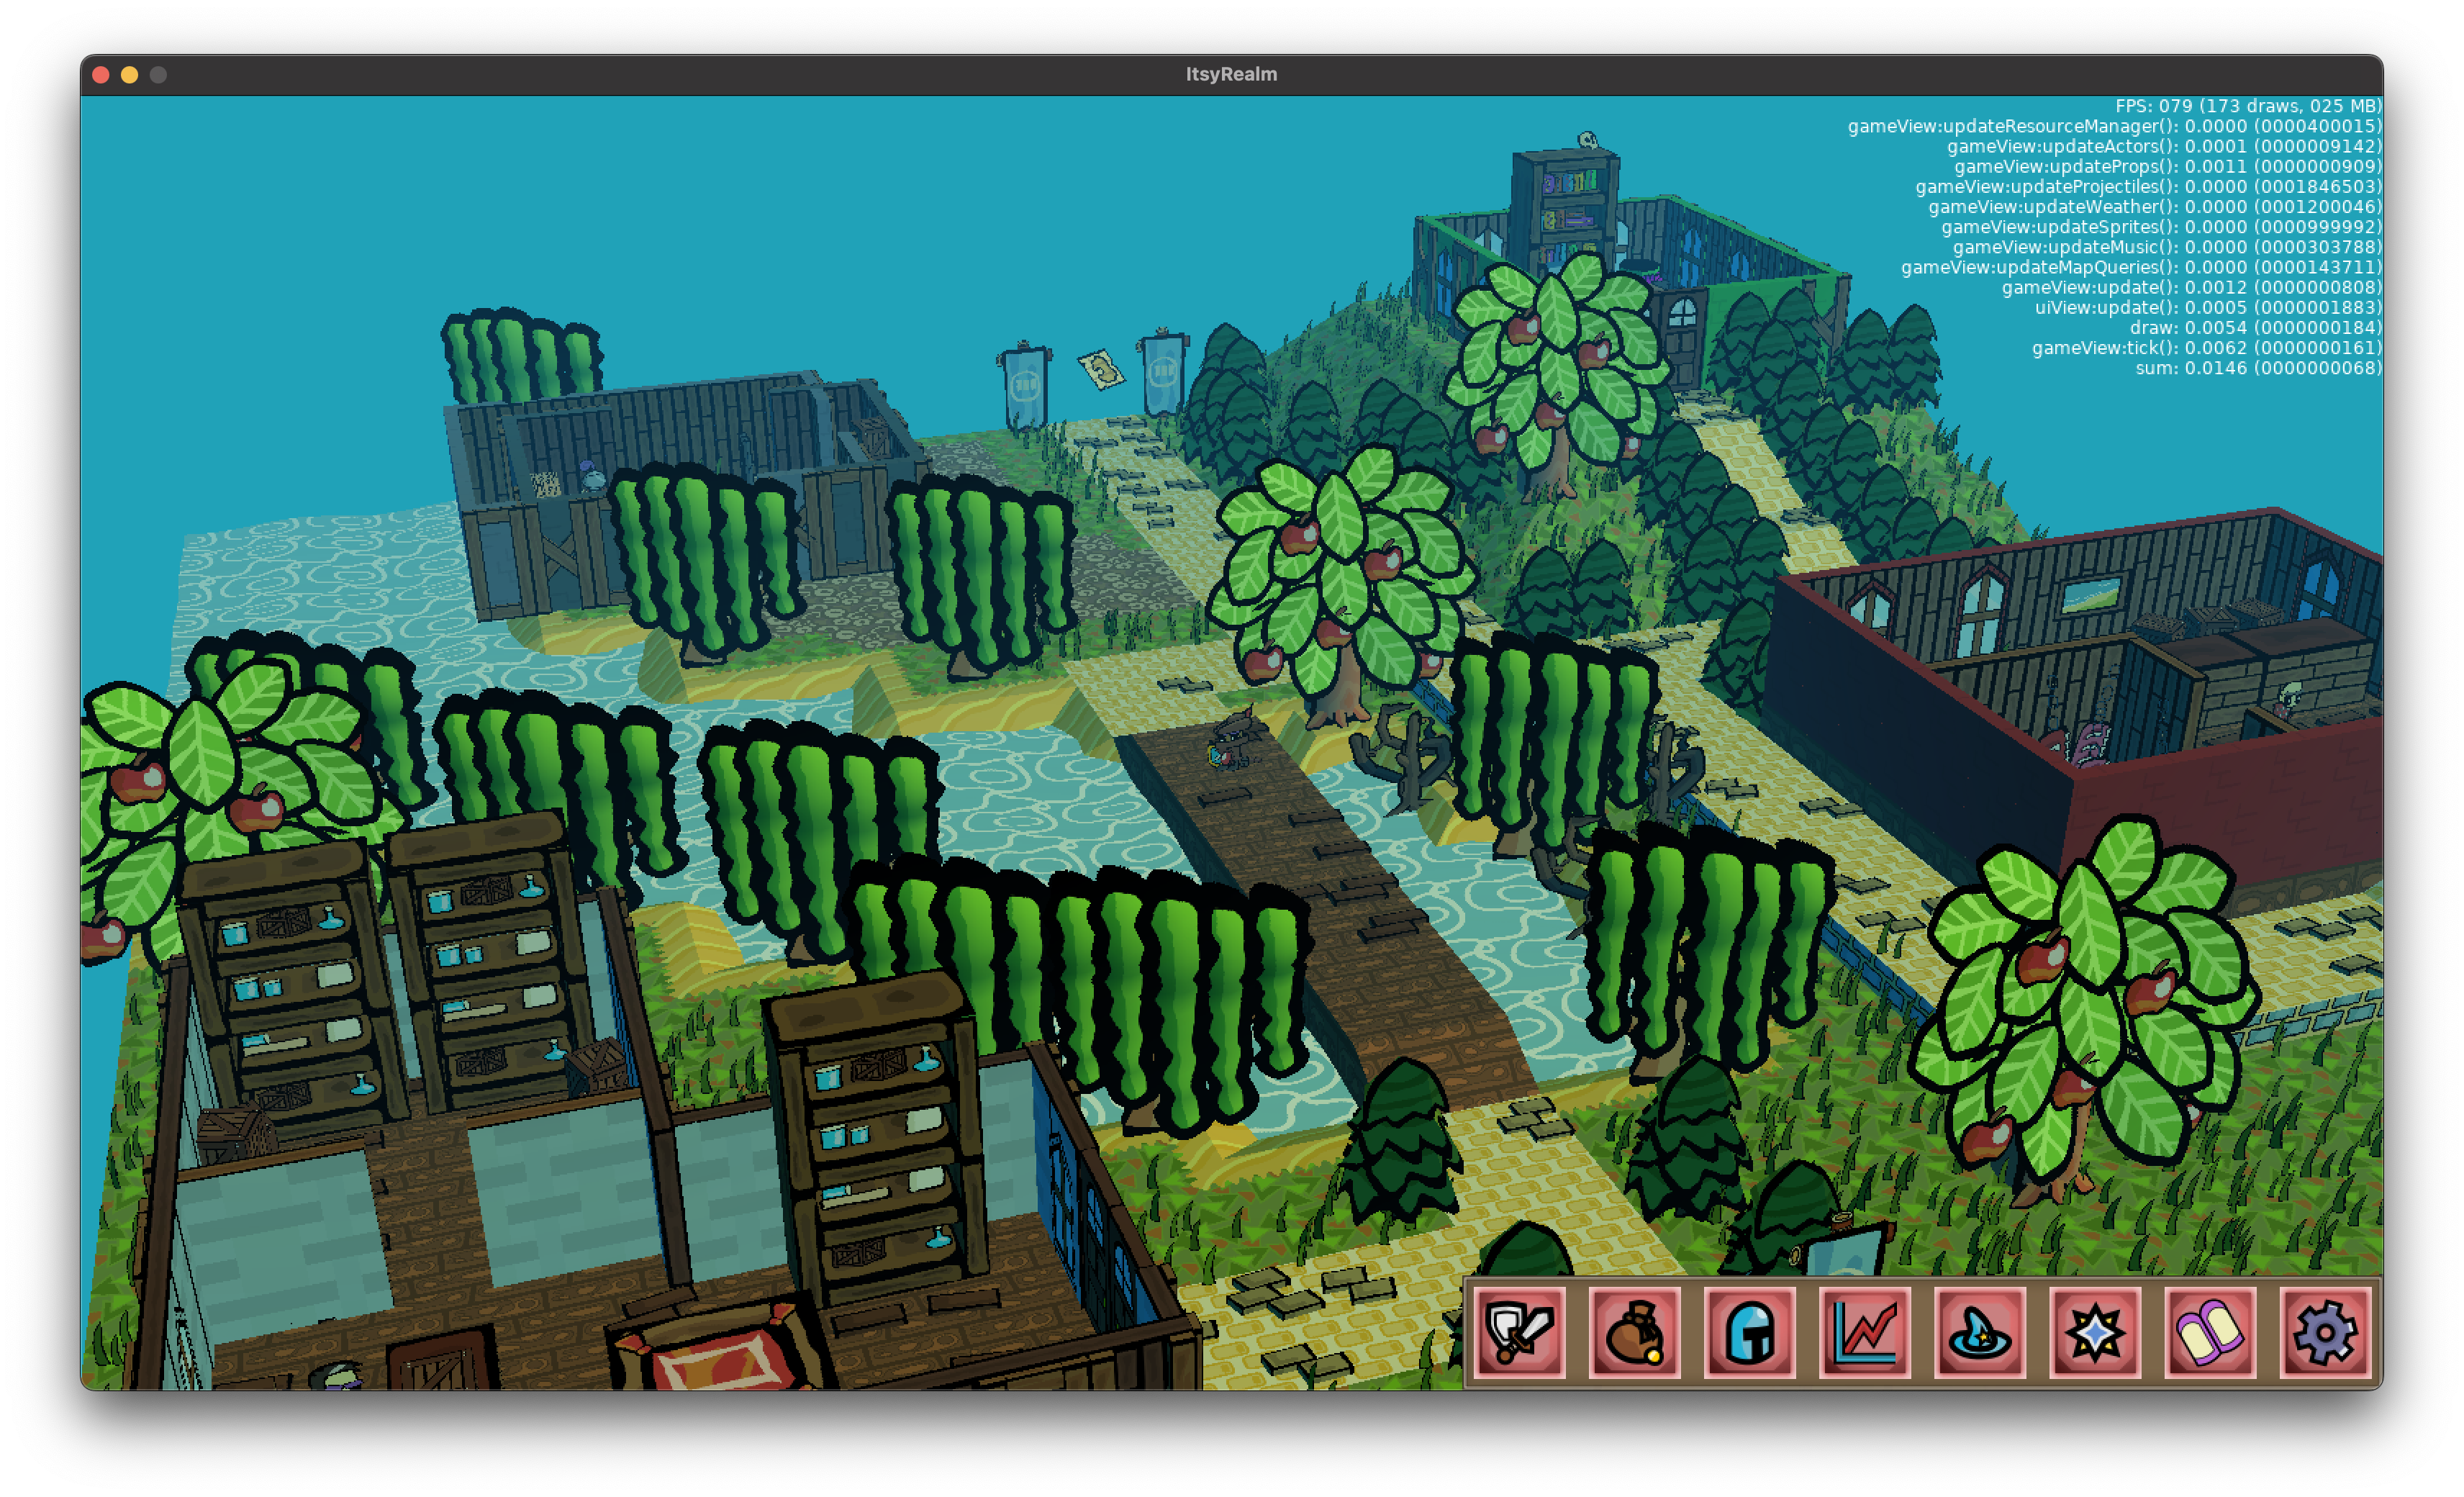 ItsyRealm
FPS: 079 (173 draws, 025 MB)
gameView:updateResourceManager(): 0.0000 (0000400015)
gameView:updateActors(): 0.0001 (0000009142)
gameView:updateProps(): 0.0011 (0000000909)
gameView:updateProjectiles(): 0.0000 (0001846503)
gameView:updateWeather(): 0.0000 (0001200046)
gameView:updateSprites(): 0.0000 (0000999992)
gameView:updateMusic(): 0.0000 (0000303788)
gameView:updateMapQueries(): 0.0000 (0000143711)
gameView:update(): 0.0012 (0000000808)
uiView:update(): 0.0005 (0000001883)
draw: 0.0054 (0000000184)
gameView:tick(): 0.0062 (0000000161)
sum: 0.0146 (0000000068)